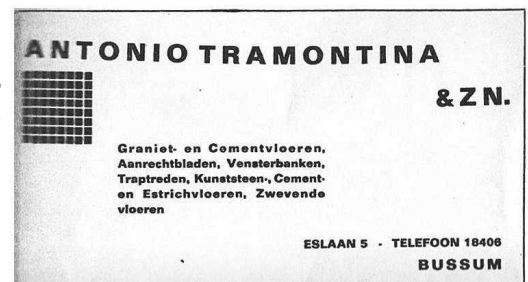 ANTONIO TRAMONTINA
& ZN.
Graniet- en Cementvloeren,
Aanrechtbladen, Vensterbanken,
Traptreden, Kunststeen-, Cement-
en Estrichvloeren, Zwevende
vloeren
ESLAAN 5 - TELEFOON 18406
BUSSUM